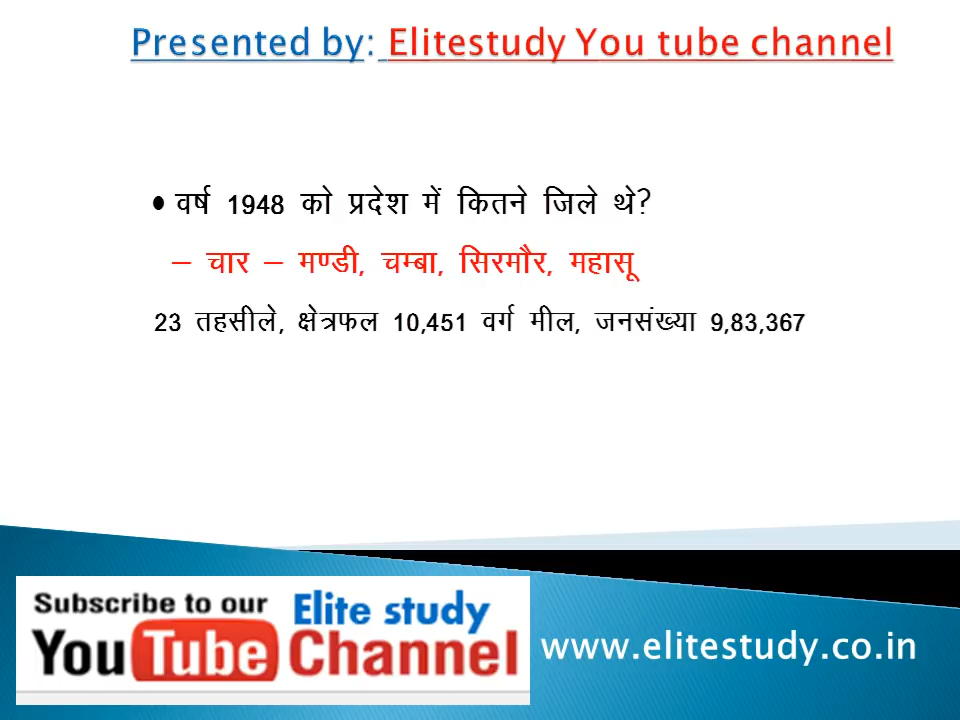 Presented by: Elitestudy You tube channel
• वर्ष 1948 को प्रदेश में कितने जिले थे?
– चार – मण्डी, चम्बा, सिरमौर, महासू
23 तहसीले, क्षेत्रफल 10,451 वर्ग मील, जनसंख्या 9,83,367
Subscribe to our Elite study
YouTube Channel
www.elitestudy.co.in